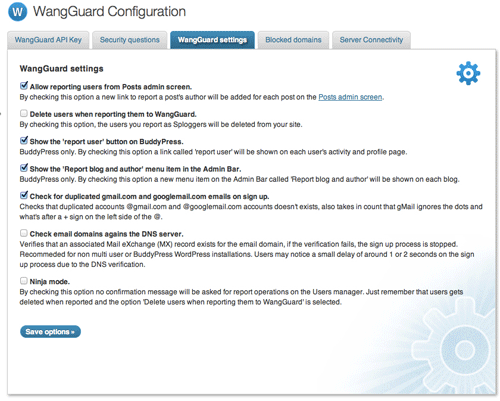 W WangGuard Configuration
WangGuard API Key Security questions WangGuard settings Blocked domains Server Connectivity
WangGuard settings
Allow reporting users from Posts admin screen.
By checking this option a new link to report a post's author will be added for each post on the Posts admin screen.
Delete users when reporting them to WangGuard.
By checking this option, the users you report as Sploggers will be deleted from your site.
Show the 'report user' button on BuddyPress.
BuddyPress only. By checking this option a link called 'report user' will be shown on each user's activity and profile page.
Show the 'Report blog and author' menu item in the Admin Bar.
BuddyPress only. By checking this option a new menu item on the Admin Bar called 'Report blog and author' will be shown on each blog.
Check for duplicated gmail.com and googlemail.com emails on sign up.
Checks that duplicated accounts @gmail.com and @googlemail.com accounts doesn't exists, also takes in count that gMail ignores the dots and
what's after a + sign on the left side of the @.
Check email domains agains the DNS server.
Verifies that an associated Mail eXchange (MX) record exists for the email domain, if the verification fails, the sign up process is stopped.
Recommeded for non multi user or BuddyPress WordPress installations. Users may notice a small delay of around 1 or 2 seconds on the sign
up process due to the DNS verification.
Ninja mode.
By checking this option no confirmation message will be asked for report operations on the Users manager. Just remember that users gets
deleted when reported and the option 'Delete users when reporting them to WangGuard' is selected.
Save options »